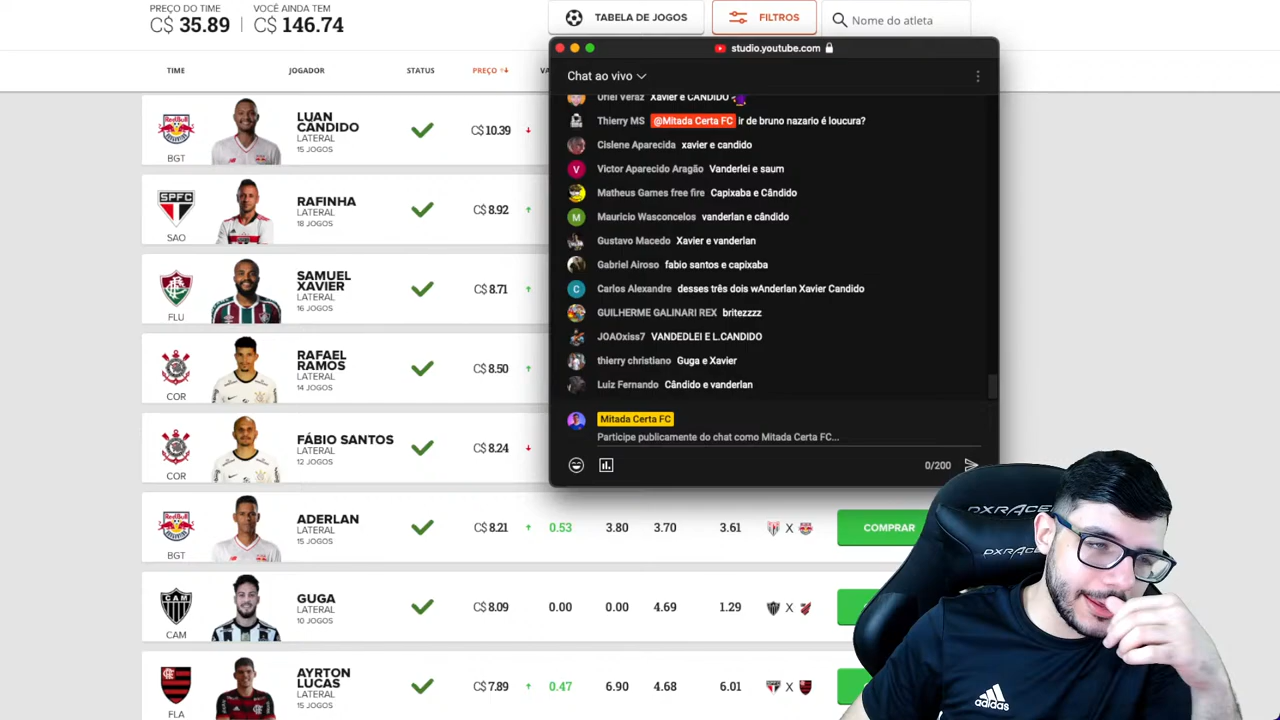 PREÇO DO TIME
C$ 35.89
VOCÊ AINDA TEM
C$ 146.74
TABELA DE JOGOS
FILTROS
Nome do atleta
TIME
JOGADOR
STATUS
PREÇO
VA
studio.youtube.com
Chat ao vivo
Uriel Veraz Xavier e CANDIDO
Thierry MS @Mitada Certa FC ir de bruno nazario é loucura?
Cislene Aparecida xavier e candido
Victor Aparecido Aragão Vanderlei e saum
Matheus Games free fire Capixaba e Cândido
Mauricio Wasconcelos vanderlan e cândido
Gustavo Macedo Xavier e vanderlan
Gabriel Airoso fabio santos e capixaba
Carlos Alexandre desses três dois wAnderlan Xavier Candido
GUILHERME GALINARI REX britezzzz
JOAOxiss7 VANDEDLEI E L.CANDIDO
thierry christiano Guga e Xavier
Luiz Fernando Cândido e vanderlan
Mitada Certa FC
Participe publicamente do chat como Mitada Certa FC...
0/200
BGT
LUAN
CANDIDO
LATERAL
15 JOGOS
C$ 10.39
SPFC
SAO
RAFINHA
LATERAL
18 JOGOS
C$ 8.92
FLU
SAMUEL
XAVIER
LATERAL
16 JOGOS
C$ 8.71
COR
RAFAEL
RAMOS
LATERAL
14 JOGOS
C$ 8.50
COR
FÁBIO SANTOS
LATERAL
12 JOGOS
C$ 8.24
BGT
ADERLAN
LATERAL
15 JOGOS
C$ 8.21
0.53
3.80
3.70
3.61
X
COMPRAR
CAM
CAM
GUGA
LATERAL
10 JOGOS
C$ 8.09
0.00
0.00
4.69
1.29
X
FLA
AYRTON
LUCAS
LATERAL
15 JOGOS
C$ 7.89
0.47
6.90
4.68
6.01
X
DXRACE
DXRACE
adidas